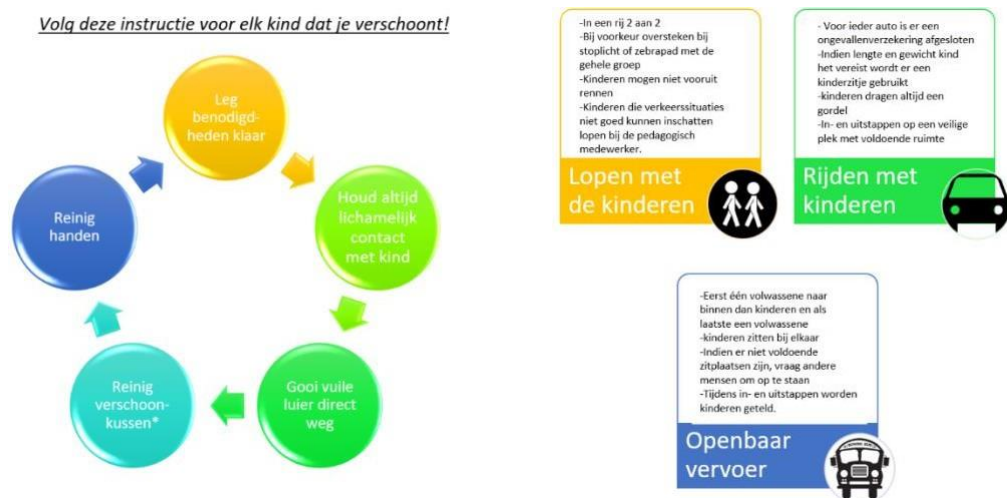 Volg deze instructie voor elk kind dat je verschoont!
Leg
benodigd-
heden klaar
Houd altijd
lichamelijk
contact
met kind
Gooi vuile
luier direct
weg
Reinig
verschoon-
kussen*
Reinig
handen
-In een rij 2 aan 2
-Bij voorkeur oversteken bij
stoplicht of zebrapad met de
gehele groep
-Kinderen mogen niet vooruit
rennen
-Kinderen die verkeerssituaties
niet goed kunnen inschatten
lopen bij de pedagogisch
medewerker.
Lopen met
de kinderen
- Voor ieder auto is er een
ongevallenverzekering afgesloten
-Indien lengte en gewicht kind
het vereist wordt er een
kinderzitje gebruikt
-kinderen dragen altijd een
gordel
-In- en uitstappen op een veilige
plek met voldoende ruimte
Rijden met
kinderen
-Eerst één volwassene naar
binnen dan kinderen en als
laatste een volwassene
-kinderen zitten bij elkaar
-Indien er niet voldoende
zitplaatsen zijn, vraag andere
mensen om op te staan
-Tijdens in- en uitstappen worden
kinderen geteld.
Openbaar
vervoer